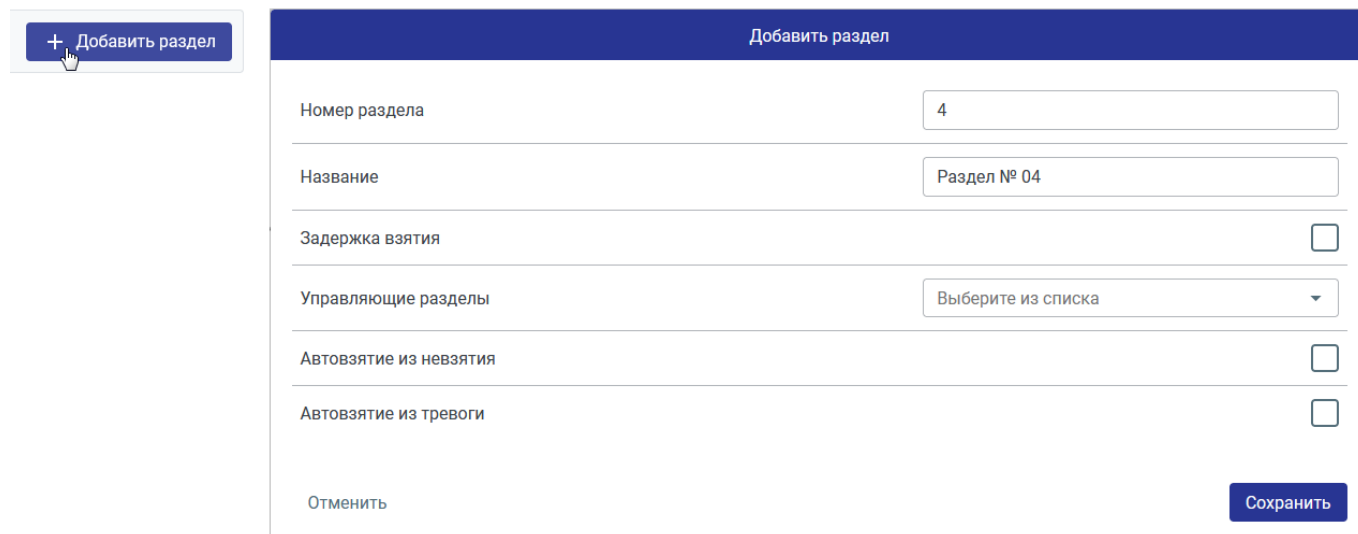 + Добавить раздел
Добавить раздел
Номер раздела
4
Название
Раздел № 04
Задержка взятия
Управляющие разделы
Выберите из списка
Автовзятие из невзятия
Автовзятие из тревоги
Отменить
Сохранить